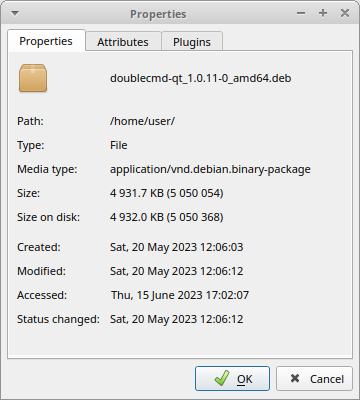 Properties
Properties Attributes Plugins
doublecmd-qt_1.0.11-0_amd64.deb
Path: /home/user/
Type: File
Media type: application/vnd.debian.binary-package
Size: 4 931.7 KB (5 050 054)
Size on disk: 4 932.0 KB (5 050 368)
Created: Sat, 20 May 2023 12:06:03
Modified: Sat, 20 May 2023 12:06:12
Accessed: Thu, 15 June 2023 17:02:07
Status changed: Sat, 20 May 2023 12:06:12
OK Cancel